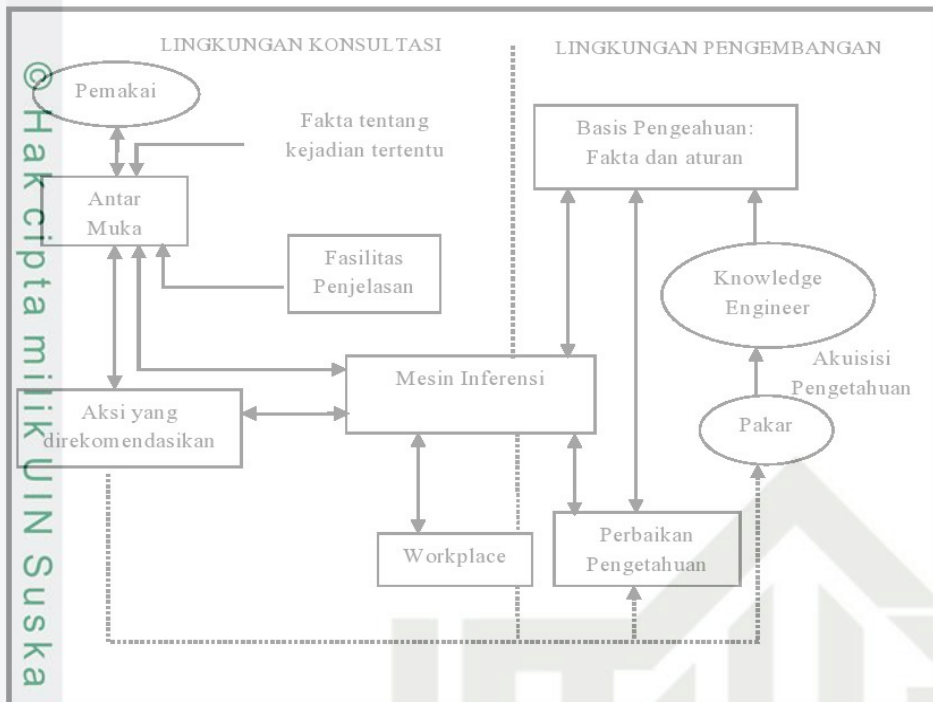 LINGKUNGAN KONSULTASI
LINGKUNGAN PENGEMBANGAN
Pemakai
Fakta tentang
kejadian tertentu
Basis Pengeahuan:
Fakta dan aturan
Antar
Muka
Fasilitas
Penjelasan
Knowledge
Engineer
Akuisisi
Pengetahuan
Mesin Inferensi
Aksi yang
direkomendasikan
Pakar
Workplace
Perbaikan
Pengetahuan
© Hak cipta milik UIN Suska